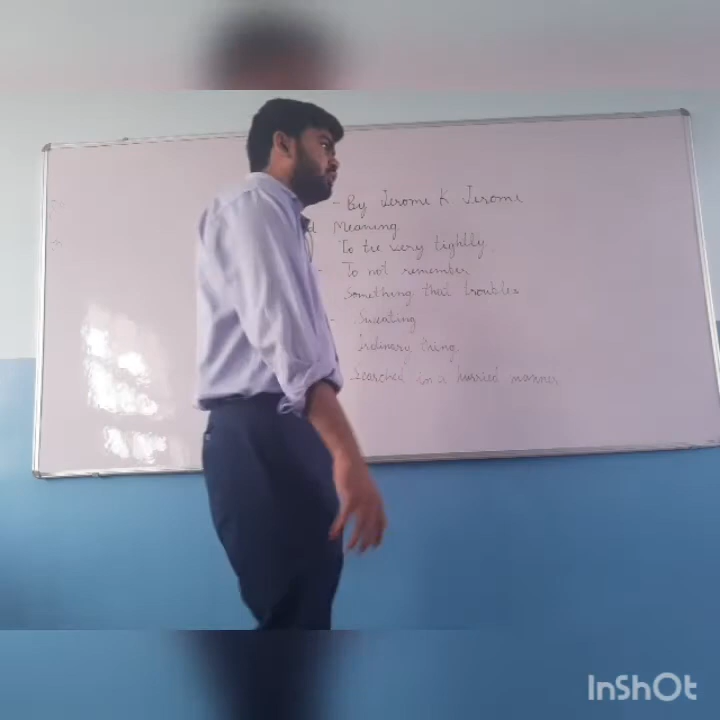 - By Jerome K Jerome
d Meaning
To tie very tightly.
- To not remember
Something that troubles
- Sweating
Ordinary thing.
Searched in a hurried manner
InShOt